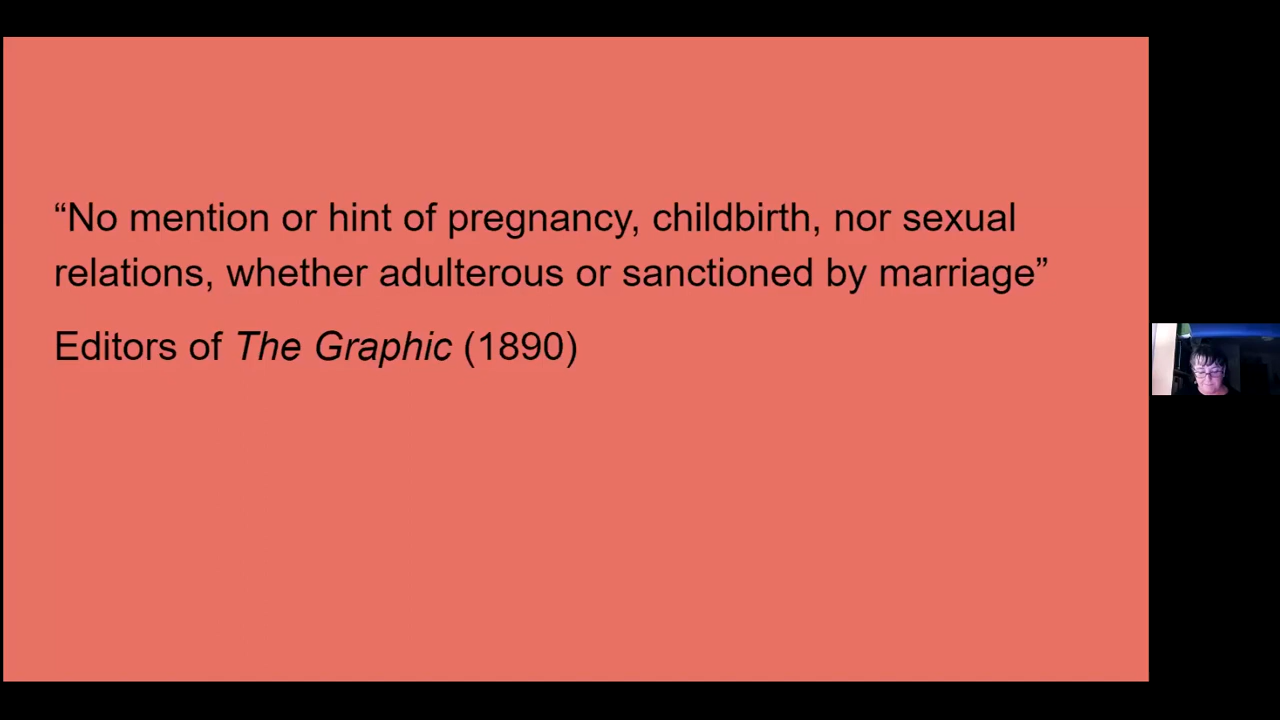 “No mention or hint of pregnancy, childbirth, nor sexual
relations, whether adulterous or sanctioned by marriage”
Editors of The Graphic (1890)